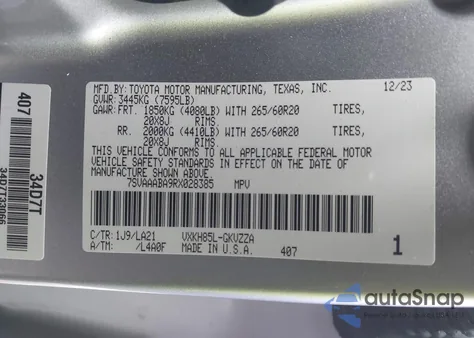 MFD.BY:TOYOTA MOTOR MANUFACTURING, TEXAS, INC. 12/23
GVWR:3445KG (7595LB)
GAWR:FRT. 1850KG (4080LB) WITH 265/60R20 TIRES,
20X8J RIMS.
RR. 2000KG (4410LB) WITH 265/60R20 TIRES,
20X8J RIMS.
THIS VEHICLE CONFORMS TO ALL APPLICABLE FEDERAL MOTOR
VEHICLE SAFETY STANDARDS IN EFFECT ON THE DATE OF
MANUFACTURE SHOWN ABOVE.
7SVAAABA9RX028385 MPV
C/TR:1J9/LA21 VXKH85L-GKVZZA
A/TM: /L4A0F MADE IN U.S.A. 407 1
407
34D7T
autoSnap